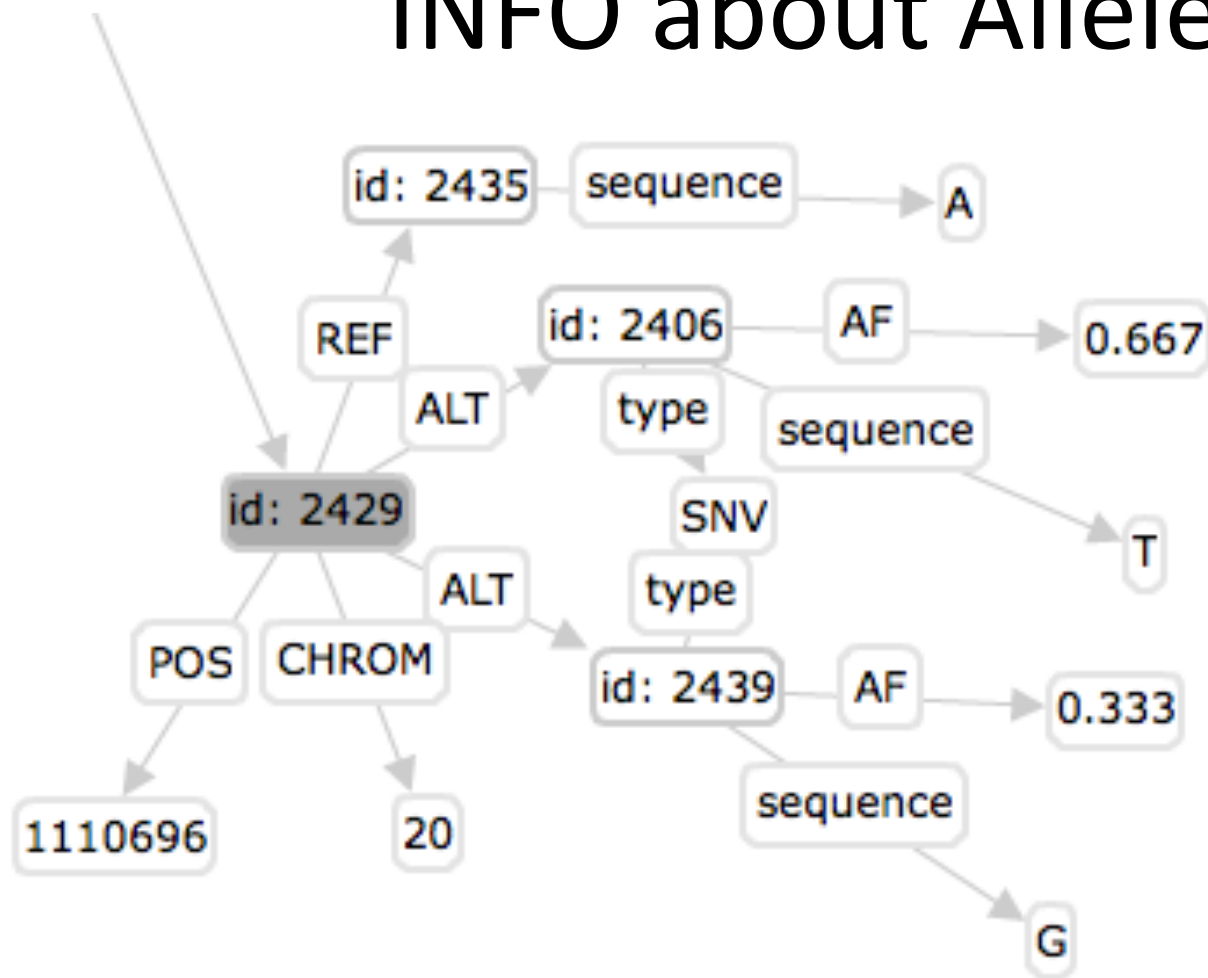 INFO about Allele
id: 2435 sequence A
id: 2406 AF 0.667
REF
ALT type sequence
id: 2429 SNV T
ALT type
POS CHROM id: 2439 AF 0.333
1110696 20 sequence
G